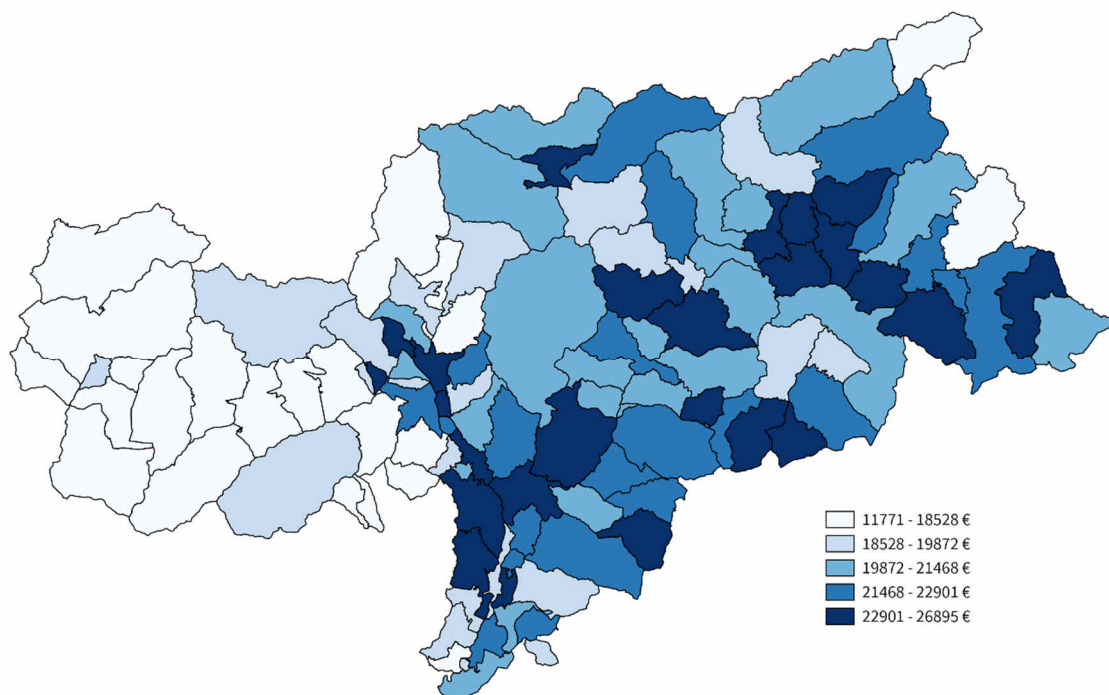 11771 - 18528 €
18528 - 19872 €
19872 - 21468 €
21468 - 22901 €
22901 - 26895 €